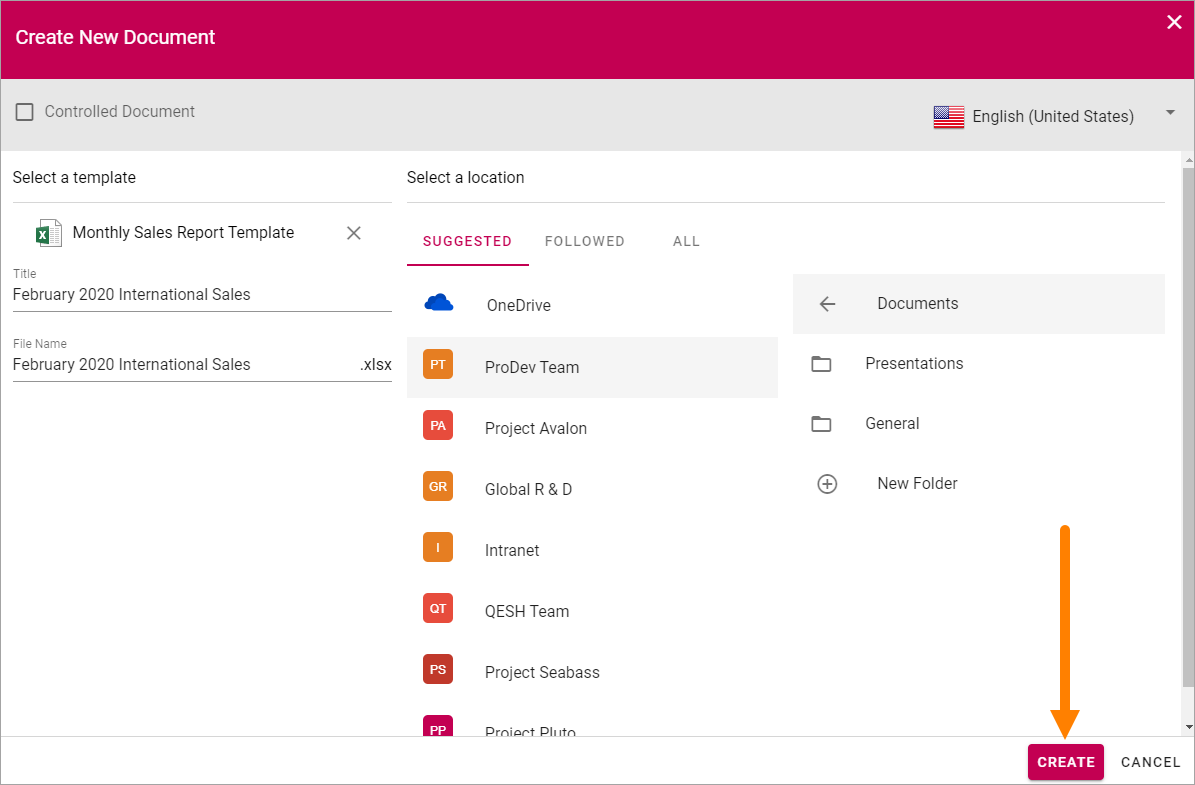 Create New Document
Controlled Document
English (United States)
Select a template
Monthly Sales Report Template
Title
February 2020 International Sales
File Name
February 2020 International Sales .xlsx
Select a location
SUGGESTED FOLLOWED ALL
OneDrive
PT ProDev Team
PA Project Avalon
GR Global R & D
I Intranet
QT QESH Team
PS Project Seabass
PP Project Pluto
Documents
Presentations
General
New Folder
CREATE CANCEL